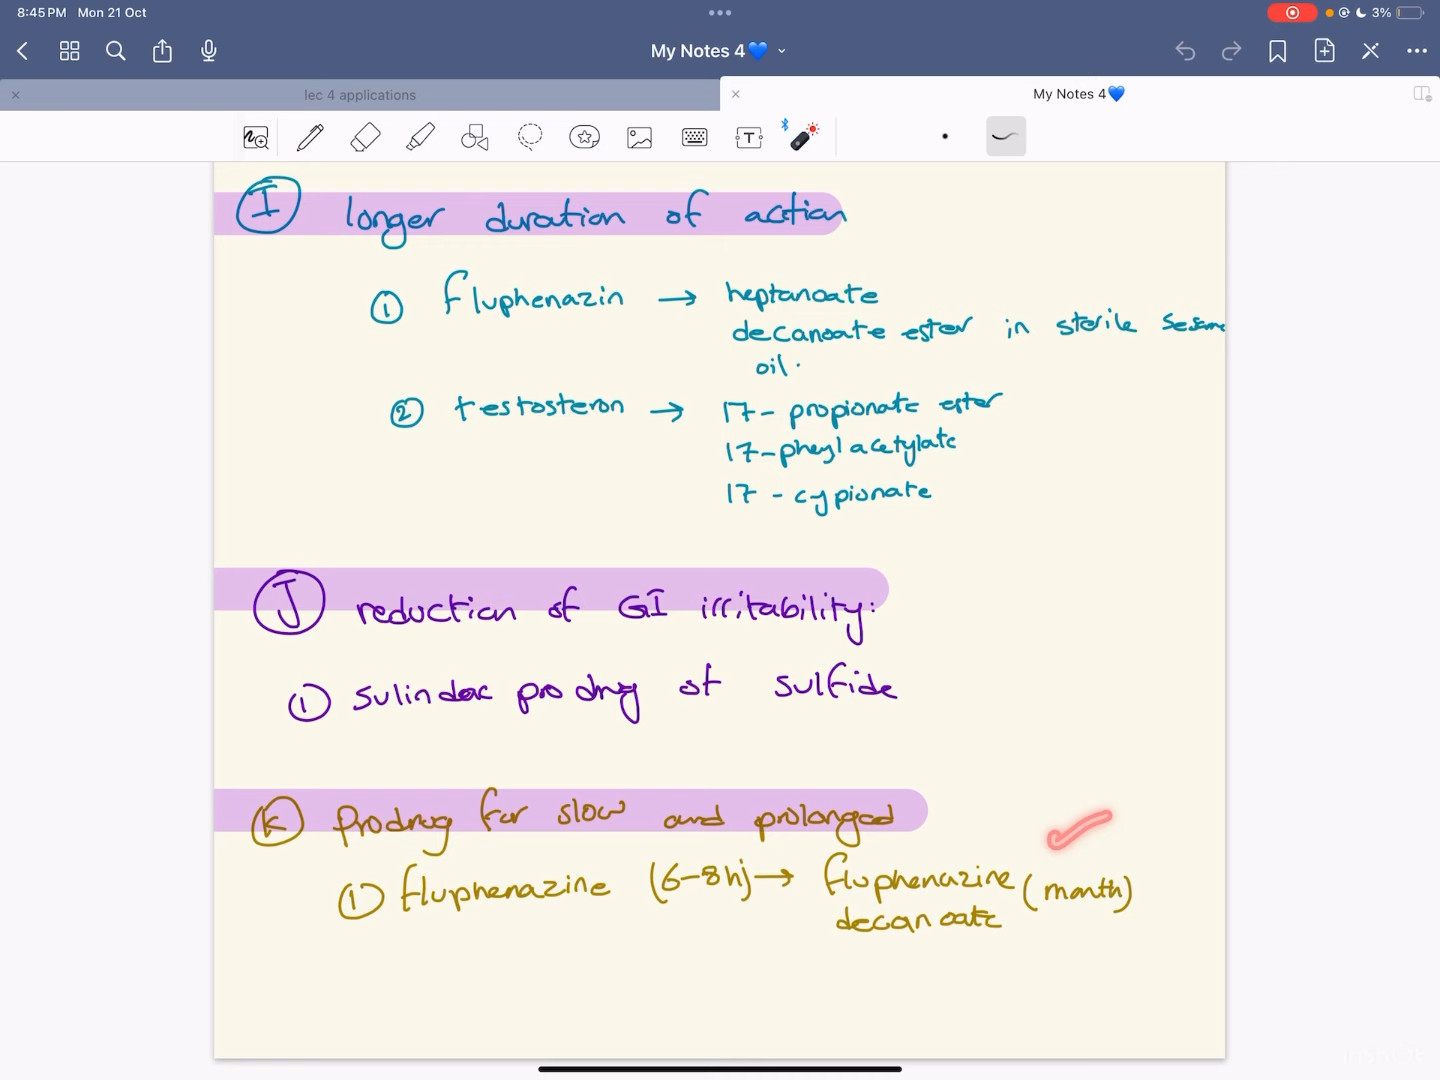 8:45 PM Mon 21 Oct
3%
My Notes 4💙
lec 4 applications
My Notes 4💙
I longer duration of action
① fluphenazin → heptanoate
decanoate ester in sterile Sesame
oil.
② testosteron → 17- propionate ester
17-pheyl acetylate
17 - cypionate
J reduction of GI irritability:
① sulindac prodrug of sulfide
K Prodrug for slow and prolonged
① fluphenazine (6-8h) → fluphenazine (month)
decanoate